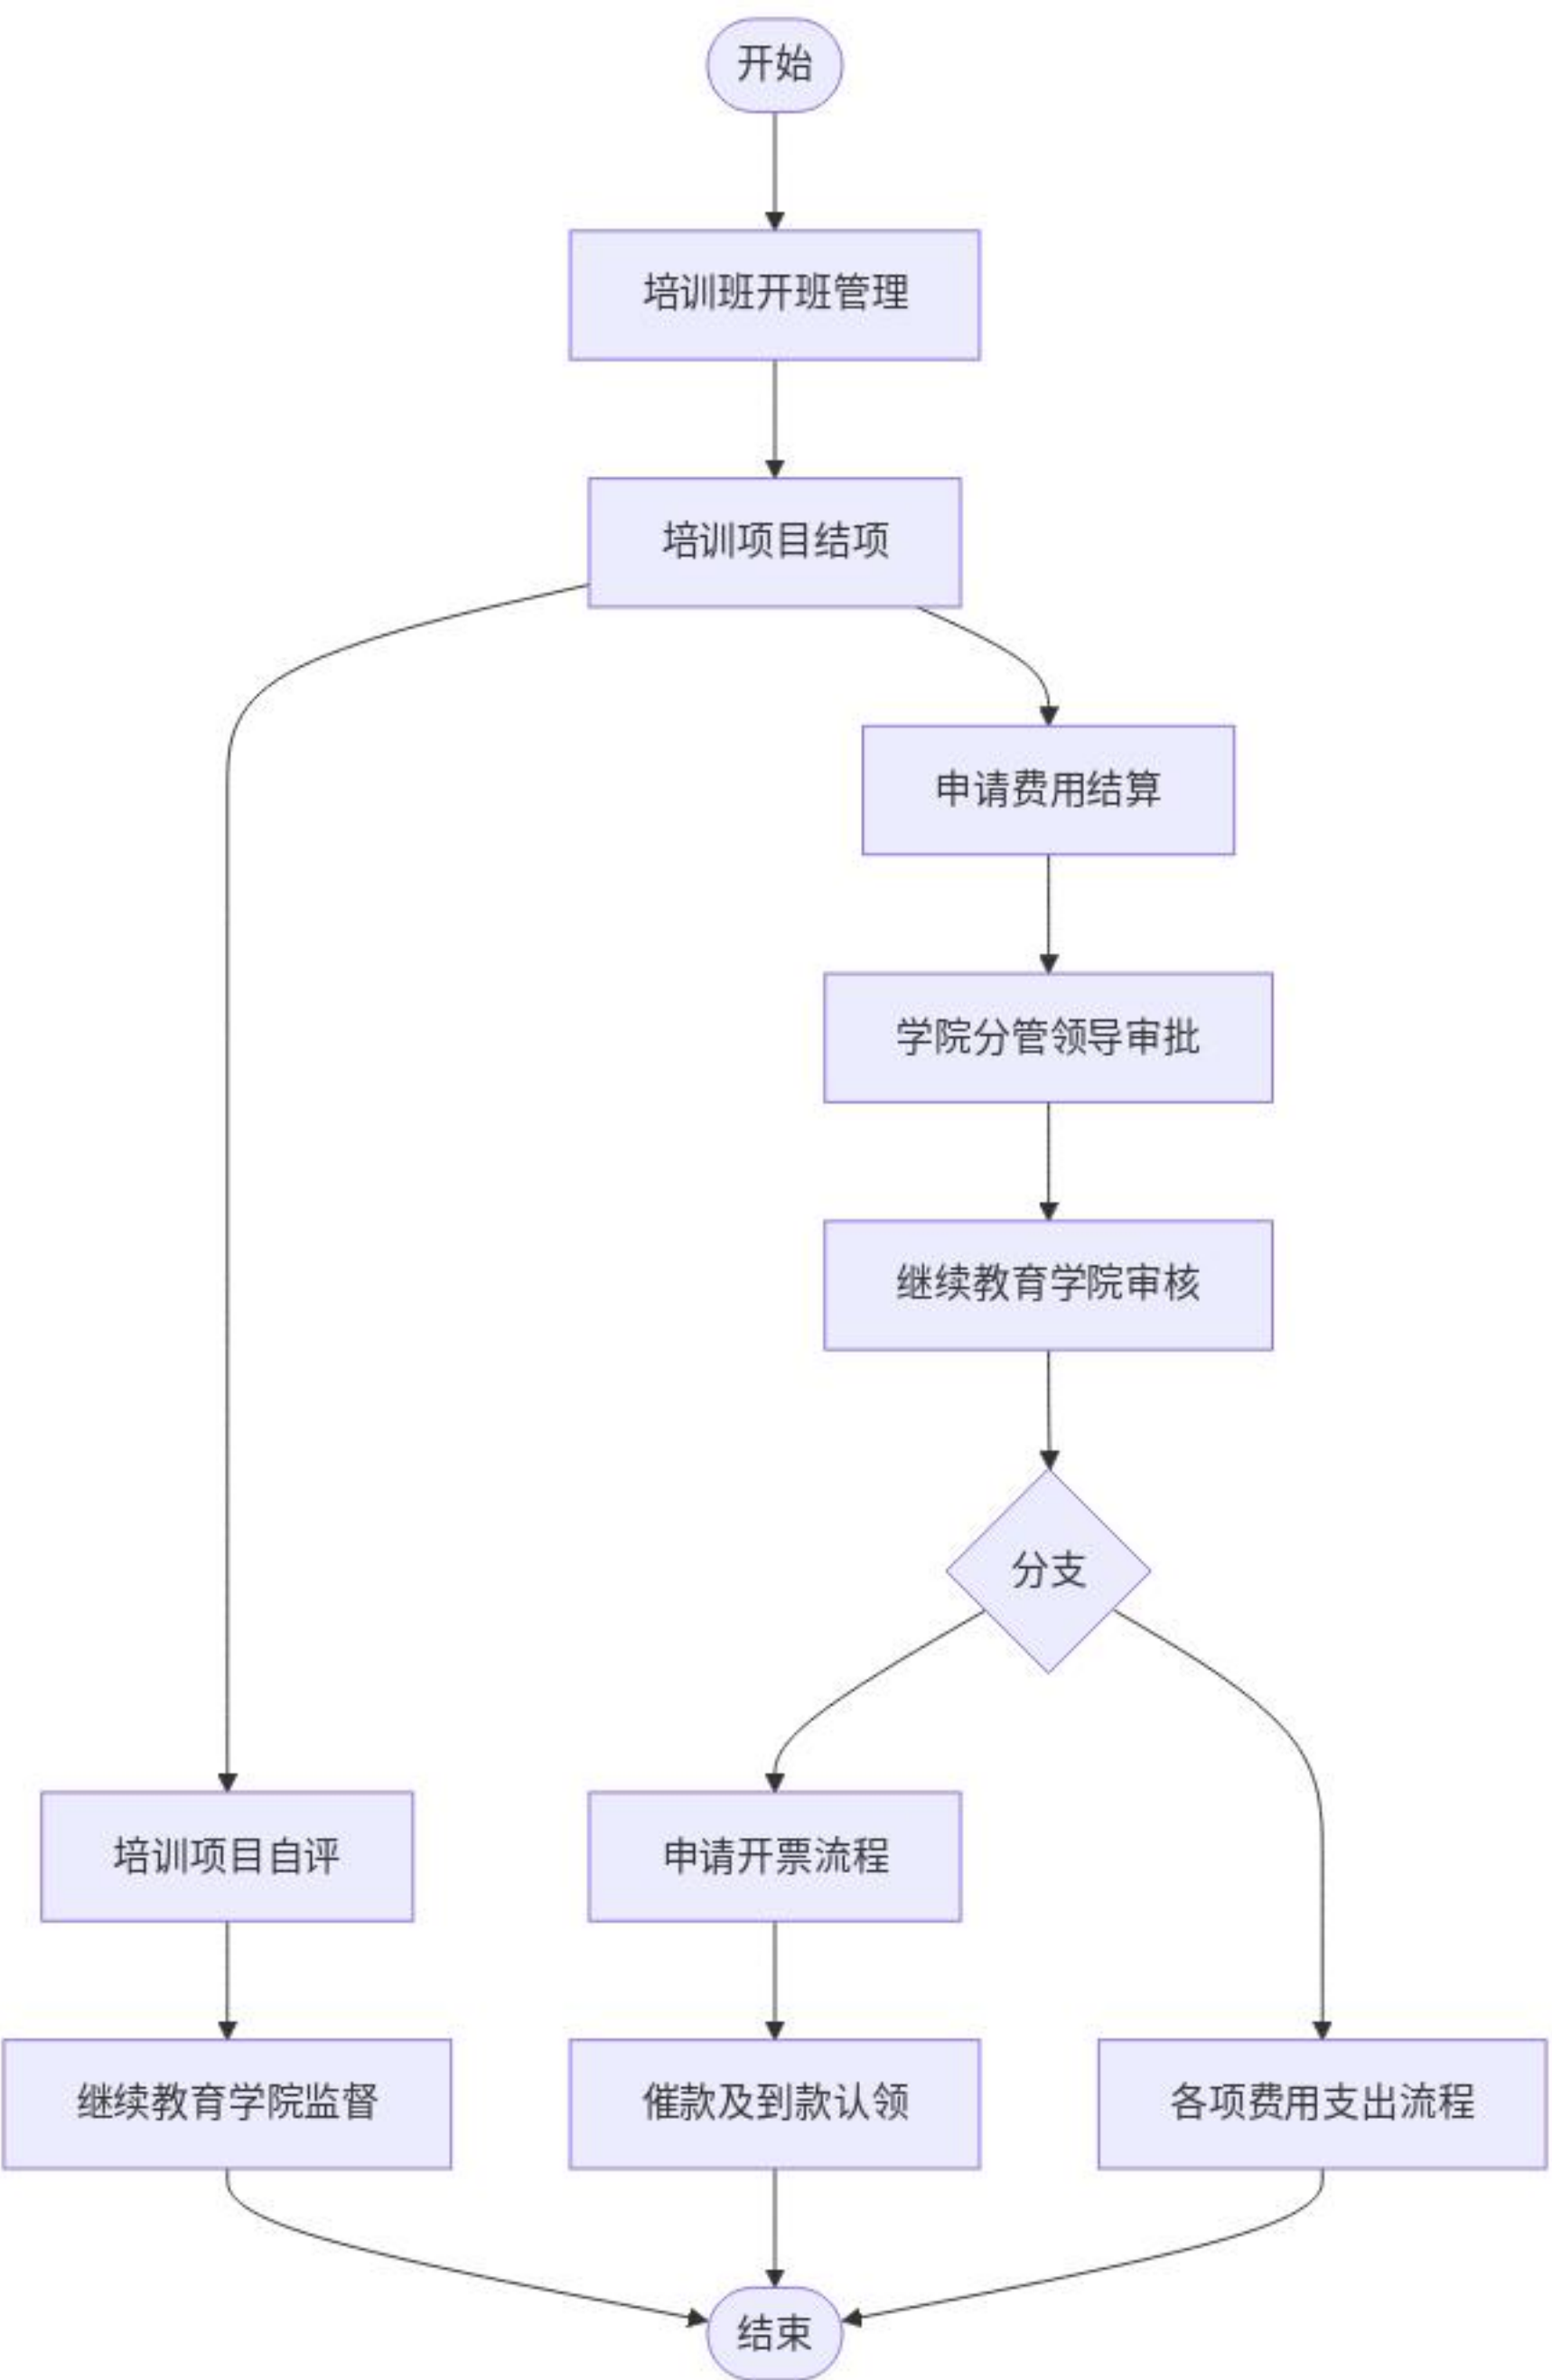 开始
培训班开班管理
培训项目结项
申请费用结算
学院分管领导审批
继续教育学院审核
分支
培训项目自评
申请开票流程
继续教育学院监督
催款及到款认领
各项费用支出流程
结束